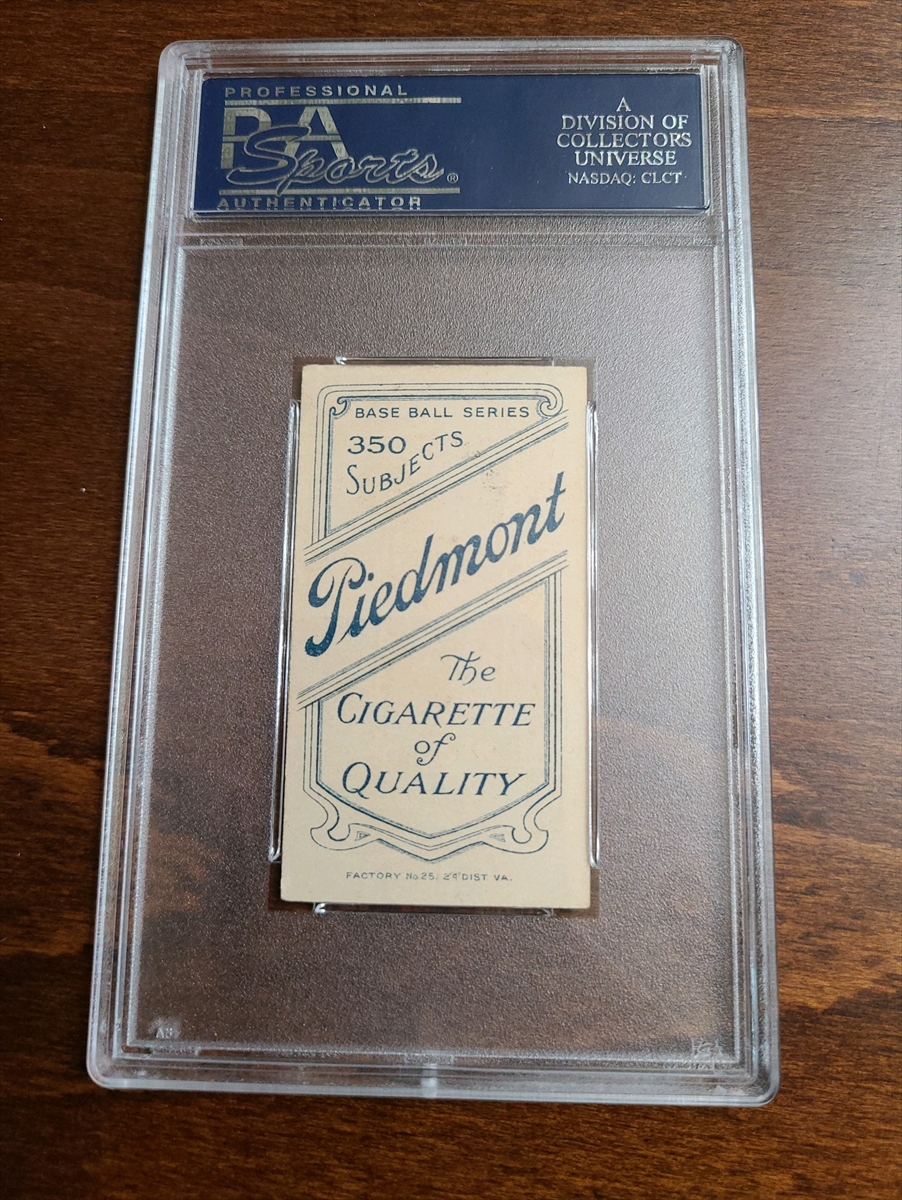 PROFESSIONAL
PSA
Sports®
AUTHENTICATOR
A
DIVISION OF
COLLECTORS
UNIVERSE
NASDAQ: CLCT
BASE BALL SERIES
350
SUBJECTS
Piedmont
The
CIGARETTE
of
QUALITY
FACTORY No 25, 2d DIST VA.